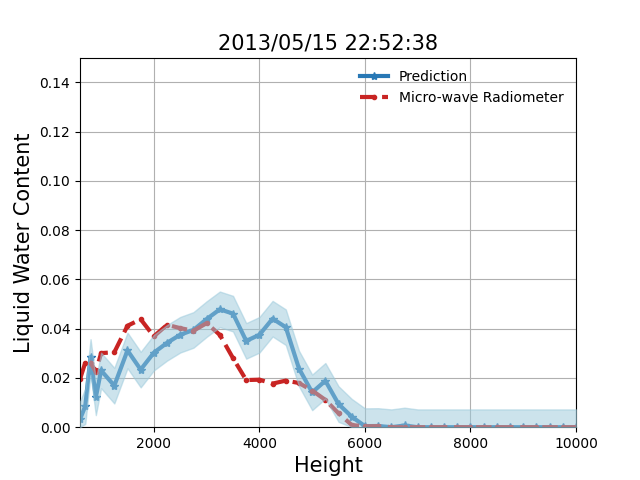 2013/05/15 22:52:38
Prediction
Micro-wave Radiometer
Liquid Water Content
0.14
0.12
0.10
0.08
0.06
0.04
0.02
0.00
2000 4000 6000 8000 10000
Height